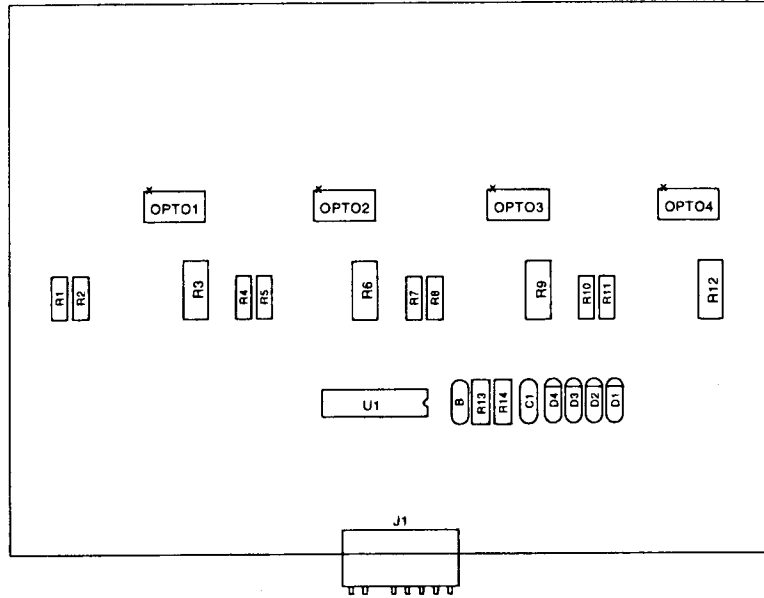 OPTO1 OPTO2 OPTO3 OPTO4
R1 R2 R3 R4 R5 R6 R7 R8 R9 R10 R11 R12
U1 B R13 R14 C1 D4 D3 D2 D1
J1